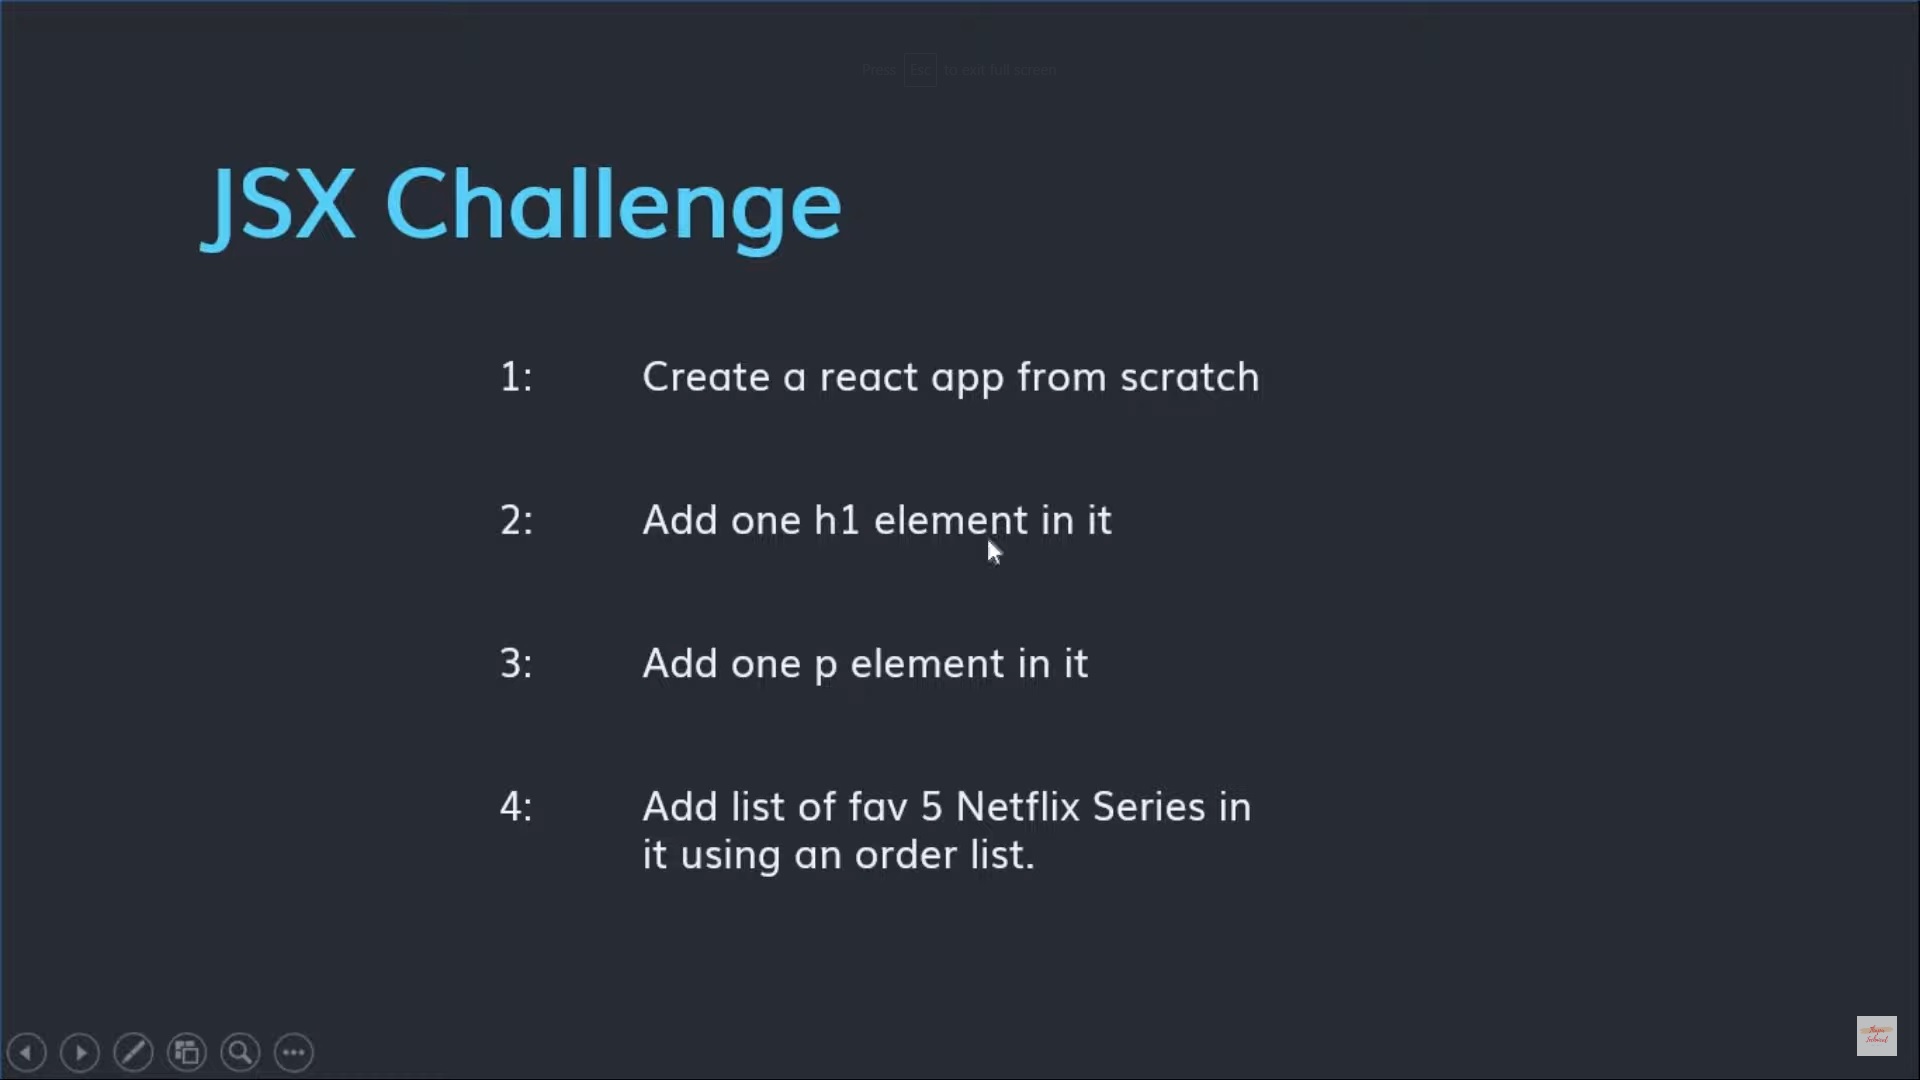 Press Esc to exit full screen
JSX Challenge
1: Create a react app from scratch
2: Add one h1 element in it
3: Add one p element in it
4: Add list of fav 5 Netflix Series in
it using an order list.